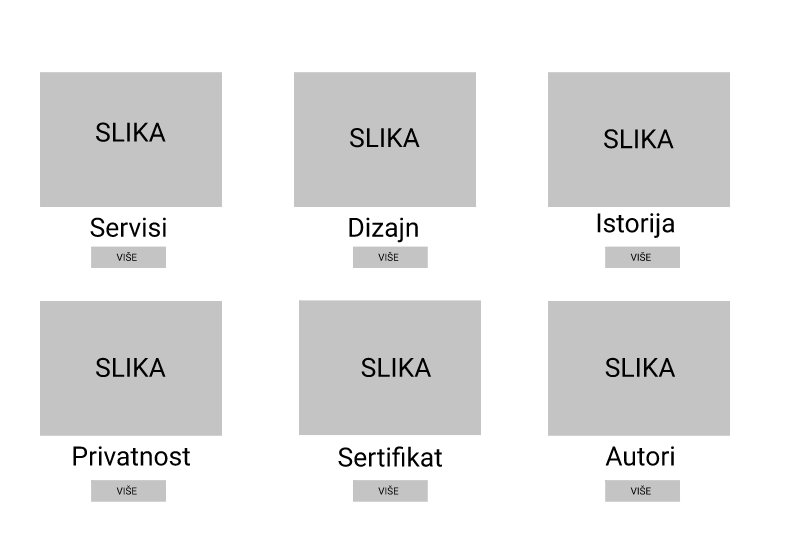 SLIKA
SLIKA
SLIKA
Servisi
Dizajn
Istorija
VIŠE
VIŠE
VIŠE
SLIKA
SLIKA
SLIKA
Privatnost
Sertifikat
Autori
VIŠE
VIŠE
VIŠE